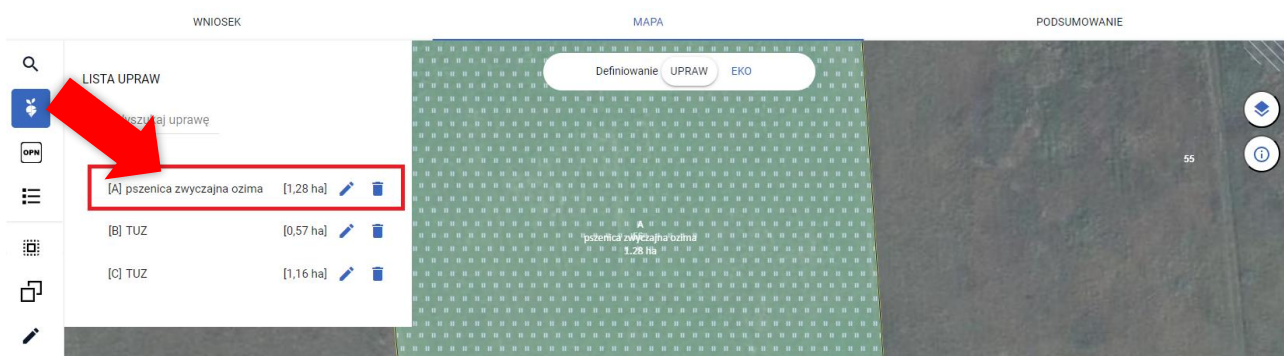 WNIOSEK
MAPA
PODSUMOWANIE
LISTA UPRAW
Definiowanie UPRAW EKO
uprawę
OPN
55
[A] pszenica zwyczajna ozima [1,28 ha]
[B] TUZ [0,57 ha]
[C] TUZ [1,16 ha]
A
pszenica zwyczajna ozima
1.28 ha